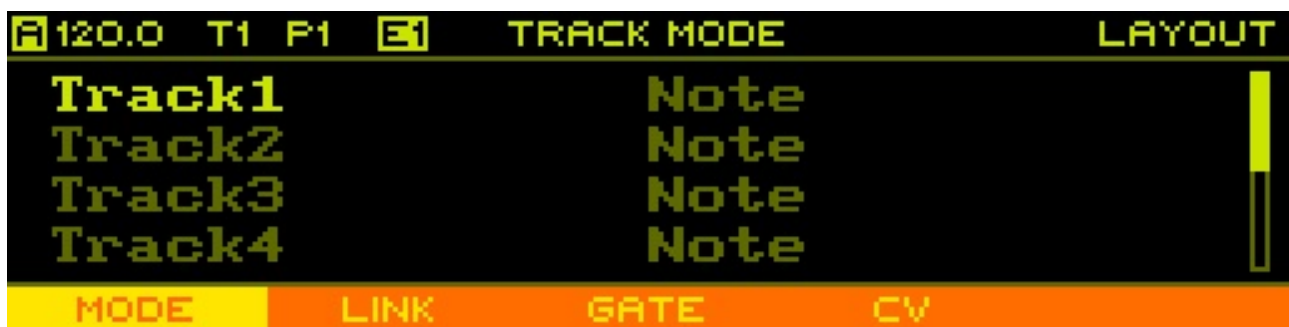 A 120.0 T1 P1 E1 TRACK MODE LAYOUT
Track1 Note
Track2 Note
Track3 Note
Track4 Note
MODE LINK GATE CV